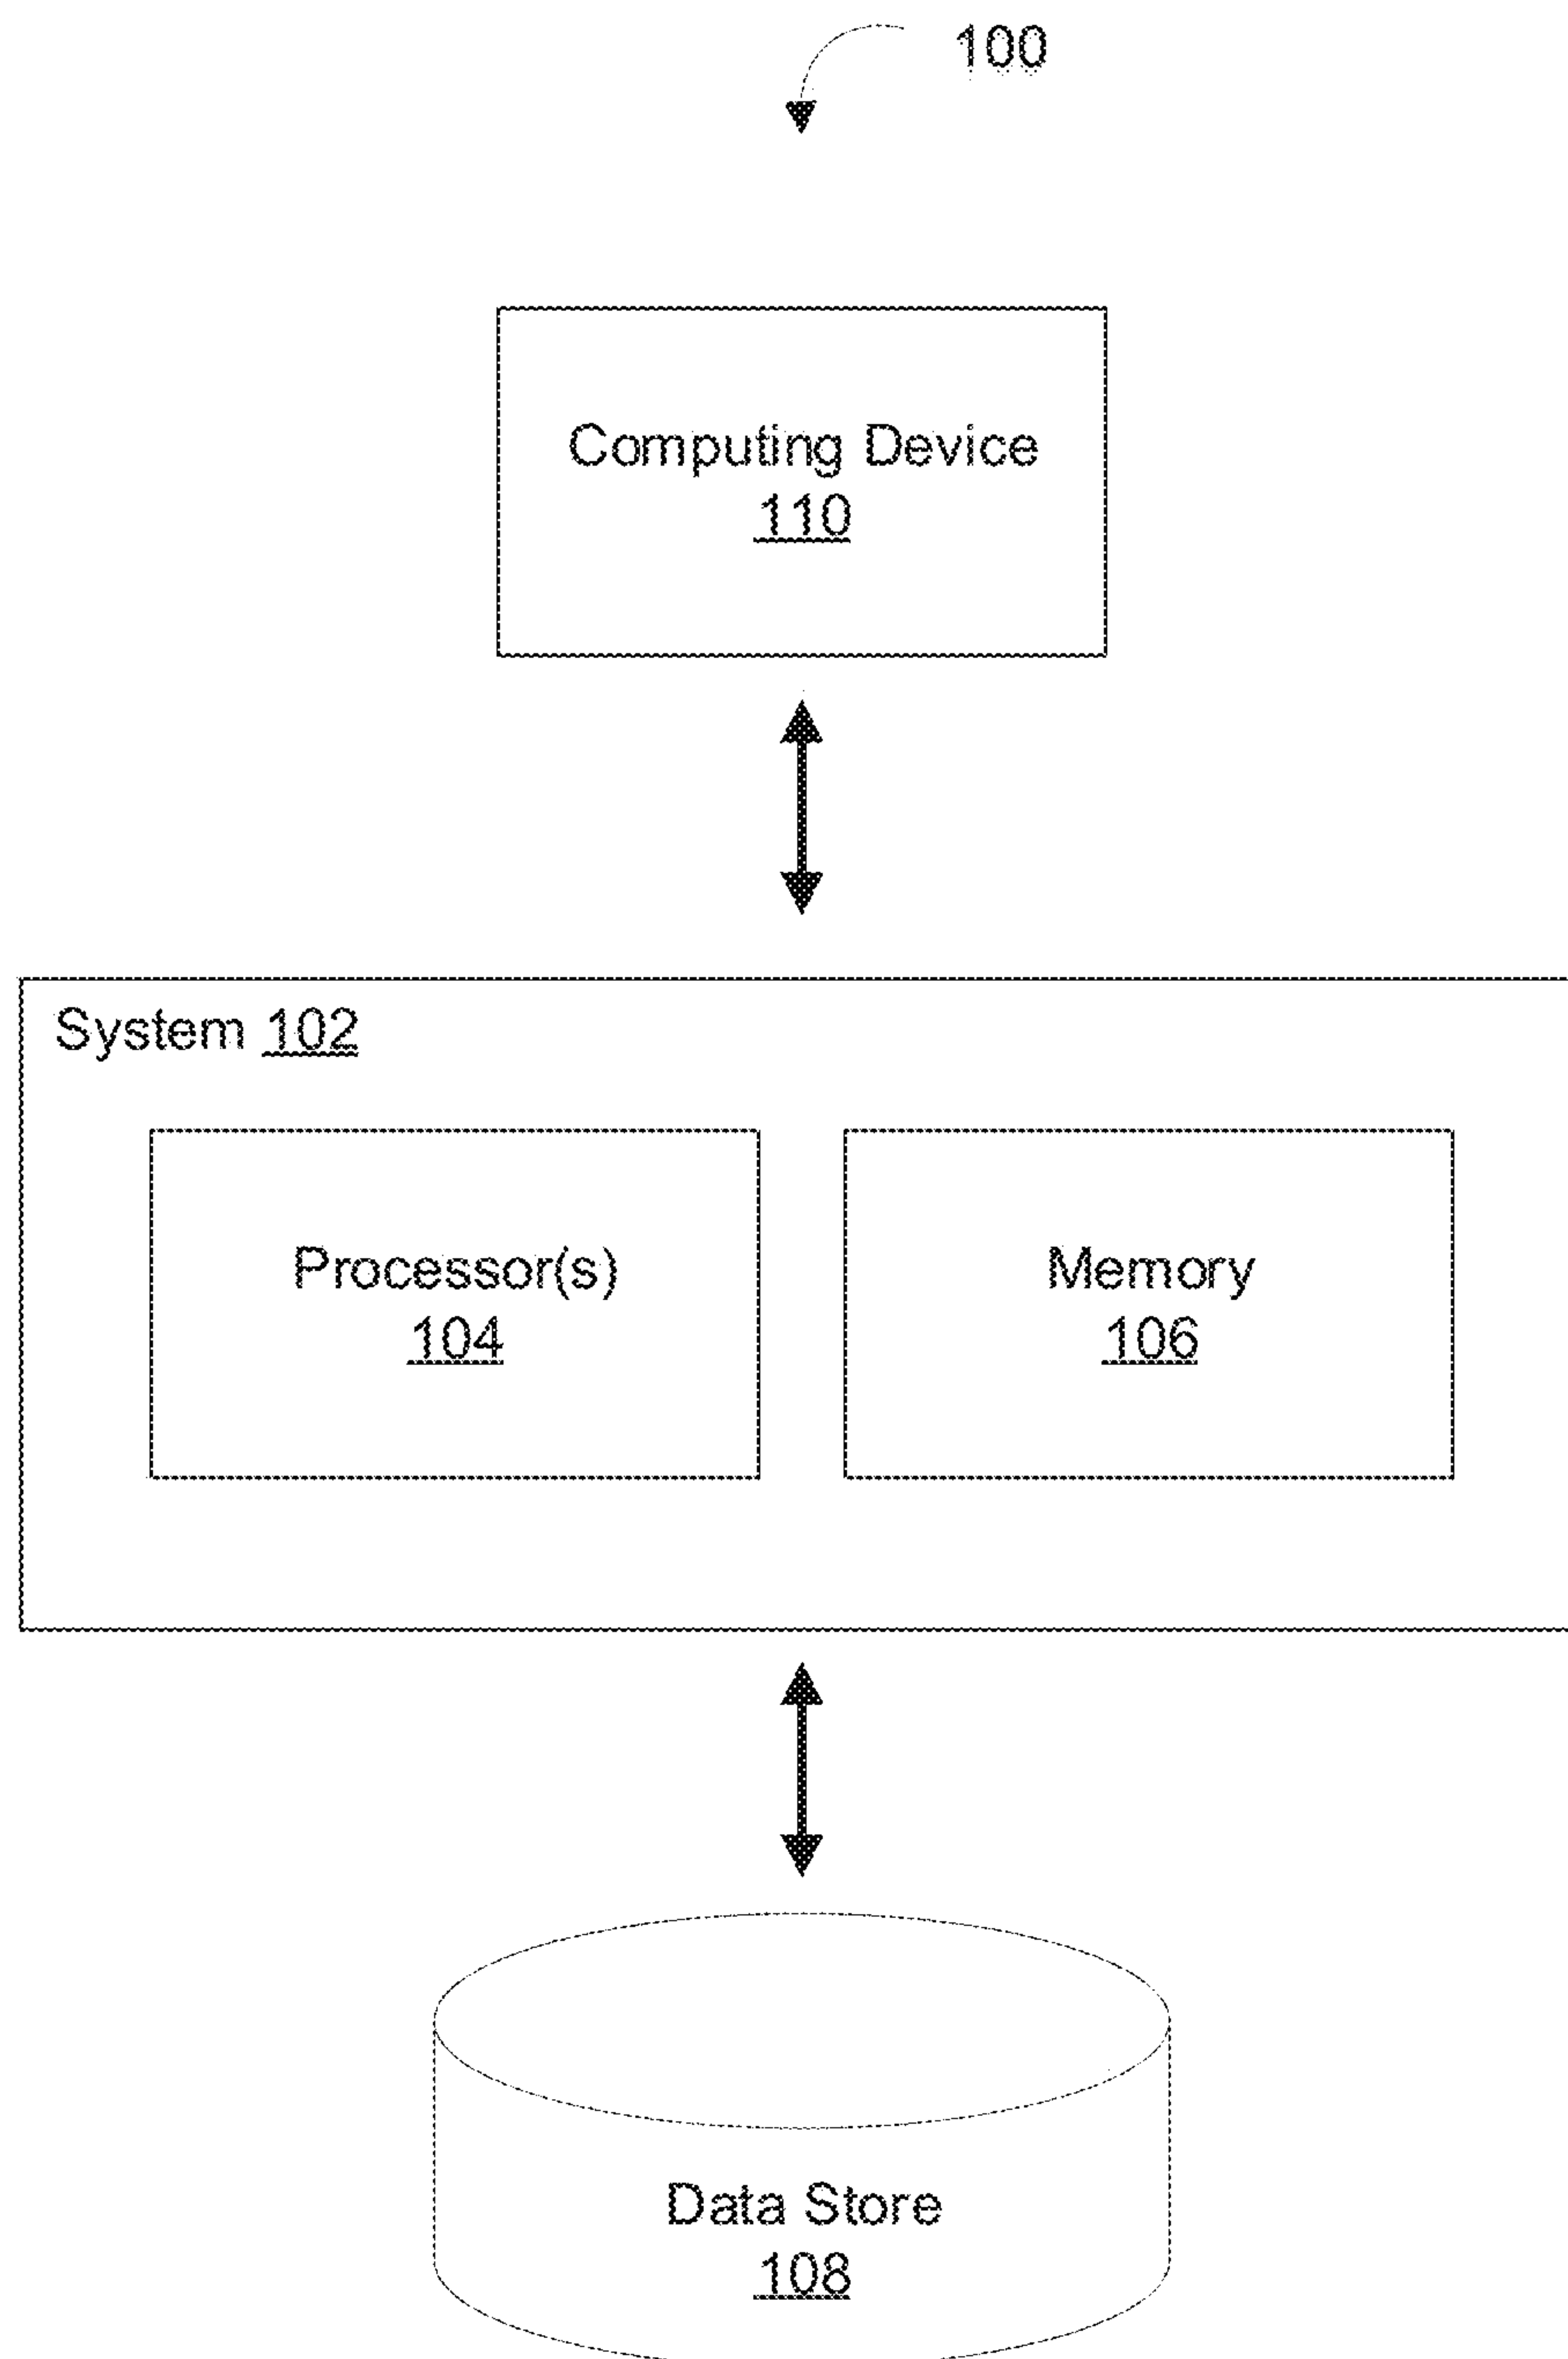 100
Computing Device
110
System 102
Processor(s)
104
Memory
106
Data Store
108